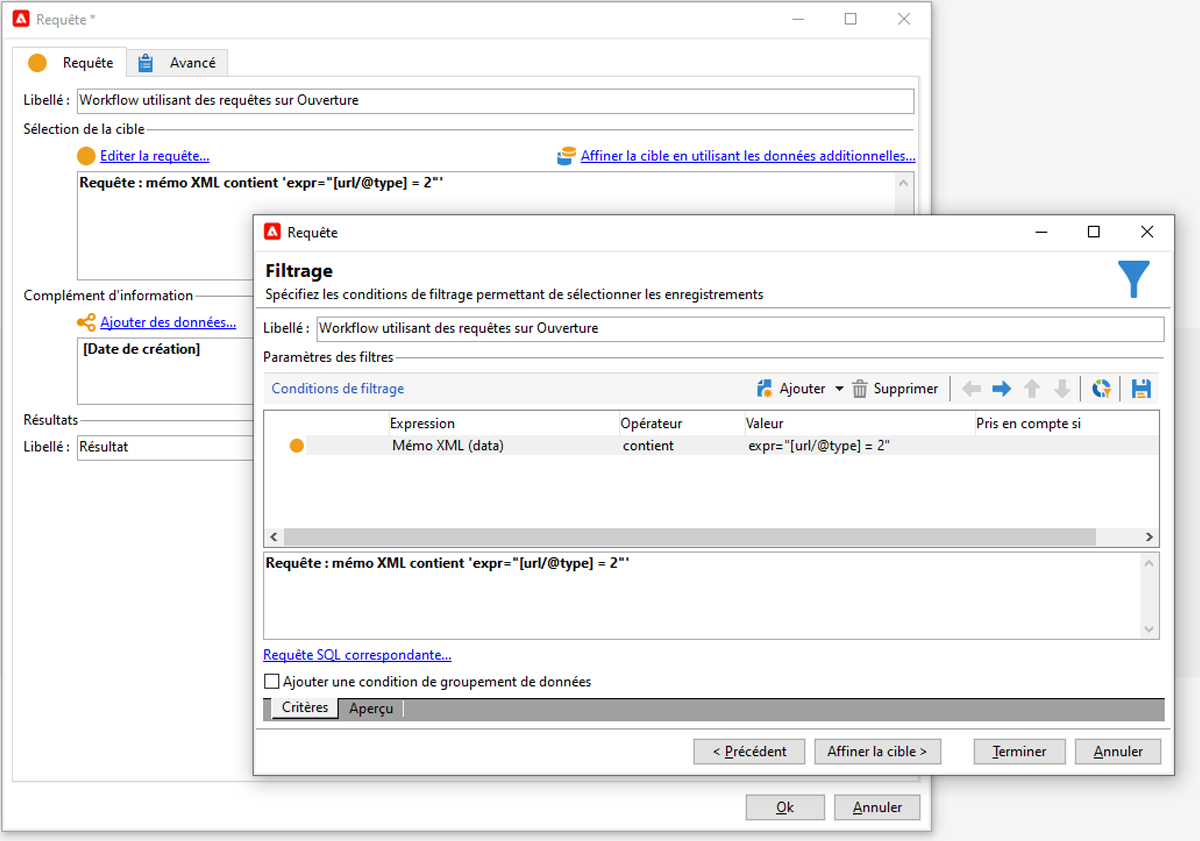 Requête *
Requête
Avancé
Libellé :
Workflow utilisant des requêtes sur Ouverture
Sélection de la cible
Editer la requête...
Affiner la cible en utilisant les données additionnelles...
Requête : mémo XML contient 'expr="[url/@type] = 2"'
Complément d'information
Ajouter des données...
[Date de création]
Résultats
Libellé :
Résultat
Ok
Annuler
Requête
Filtrage
Spécifiez les conditions de filtrage permettant de sélectionner les enregistrements
Libellé :
Workflow utilisant des requêtes sur Ouverture
Paramètres des filtres
Conditions de filtrage
Ajouter
Supprimer
Expression
Opérateur
Valeur
Pris en compte si
Mémo XML (data)
contient
expr="[url/@type] = 2"
Requête : mémo XML contient 'expr="[url/@type] = 2"'
Requête SQL correspondante...
Ajouter une condition de groupement de données
Critères
Aperçu
< Précédent
Affiner la cible >
Terminer
Annuler